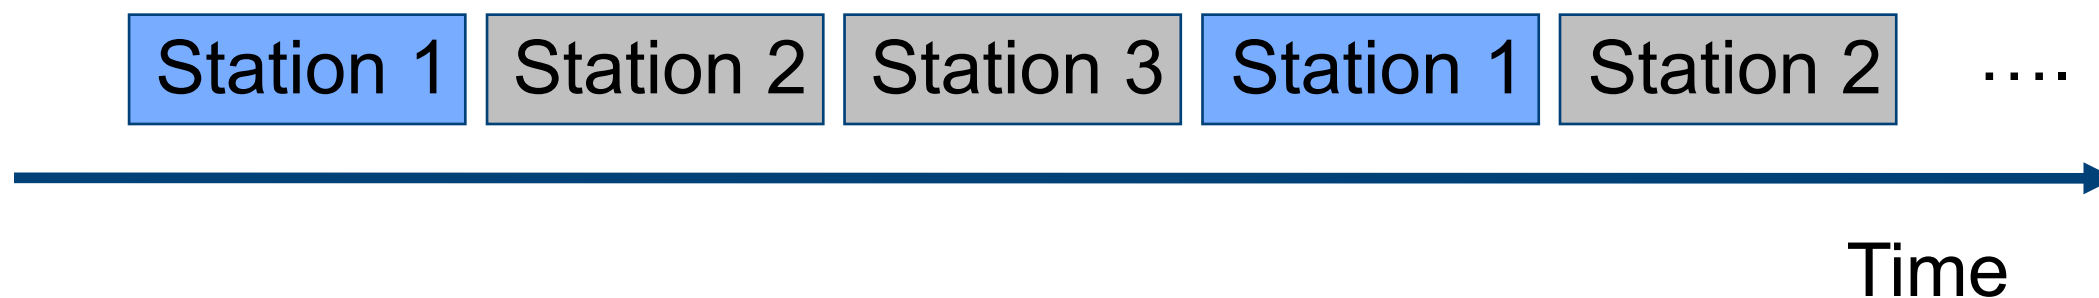 Station 1 Station 2 Station 3 Station 1 Station 2 ....
Time